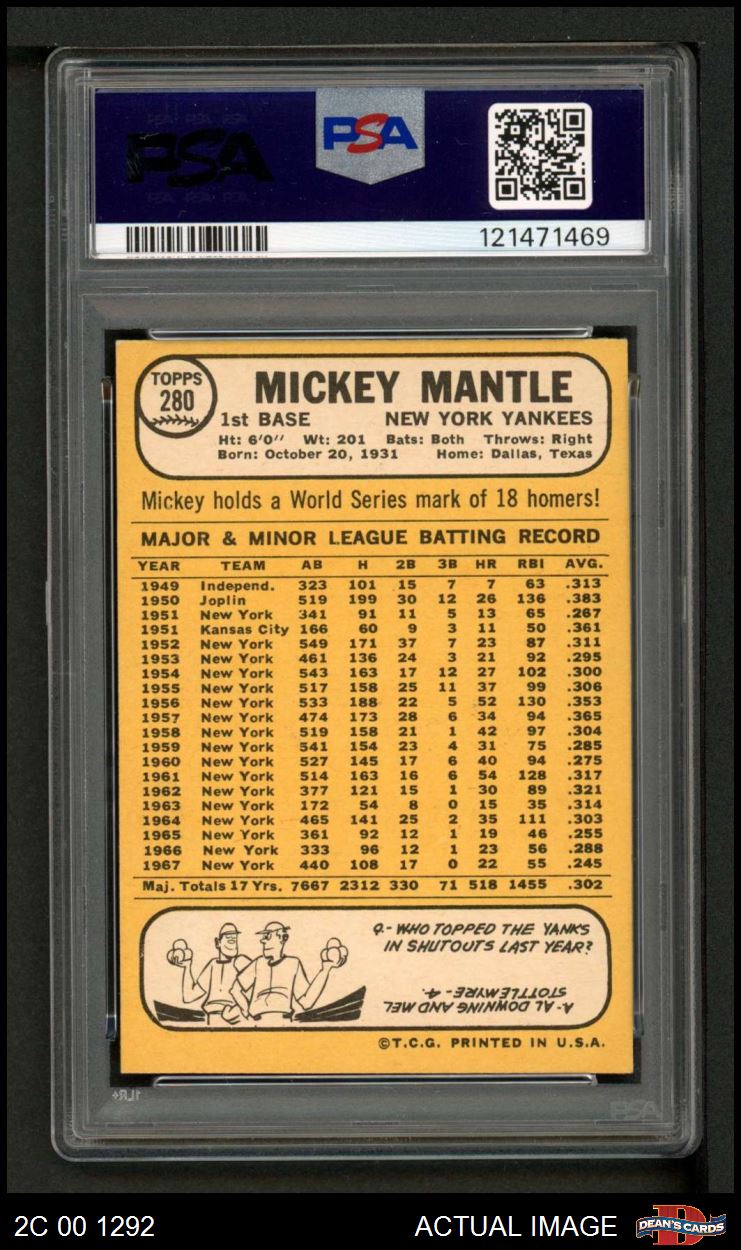 PSA
PSA
121471469
TOPPS
280
MICKEY MANTLE
1st BASE NEW YORK YANKEES
Ht: 6'0" Wt: 201 Bats: Both Throws: Right
Born: October 20, 1931 Home: Dallas, Texas
Mickey holds a World Series mark of 18 homers!
MAJOR & MINOR LEAGUE BATTING RECORD
YEAR TEAM AB H 2B 3B HR RBI AVG.
1949 Independ. 323 101 15 7 7 63 .313
1950 Joplin 519 199 30 12 26 136 .383
1951 New York 341 91 11 5 13 65 .267
1951 Kansas City 166 60 9 3 11 50 .361
1952 New York 549 171 37 7 23 87 .311
1953 New York 461 136 24 3 21 92 .295
1954 New York 543 163 17 12 27 102 .300
1955 New York 517 158 25 11 37 99 .306
1956 New York 533 188 22 5 52 130 .353
1957 New York 474 173 28 6 34 94 .365
1958 New York 519 158 21 1 42 97 .304
1959 New York 541 154 23 4 31 75 .285
1960 New York 527 145 17 6 40 94 .275
1961 New York 514 163 16 6 54 128 .317
1962 New York 377 121 15 1 30 89 .321
1963 New York 172 54 8 0 15 35 .314
1964 New York 465 141 25 2 35 111 .303
1965 New York 361 92 12 1 19 46 .255
1966 New York 333 96 12 1 23 56 .288
1967 New York 440 108 17 0 22 55 .245
Maj. Totals 17 Yrs. 7667 2312 330 71 518 1455 .302
Q.- WHO TOPPED THE YANKS
IN SHUTOUTS LAST YEAR?
A- AL DOWNING AND MEL
STOTTLEMYRE - 4.
©T.C.G. PRINTED IN U.S.A.
PSA
2C 00 1292 ACTUAL IMAGE
DEAN'S CARDS